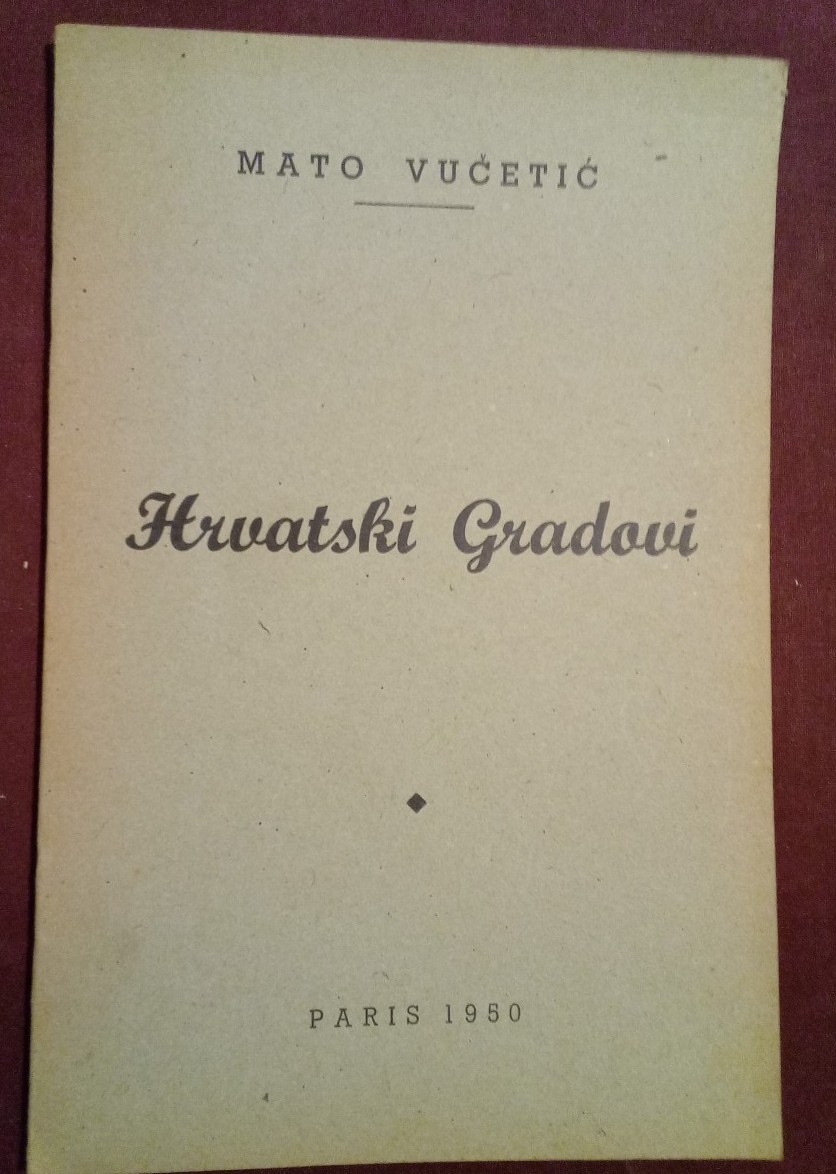 MATO VUČETIĆ
Hrvatski Gradovi
PARIS 1950